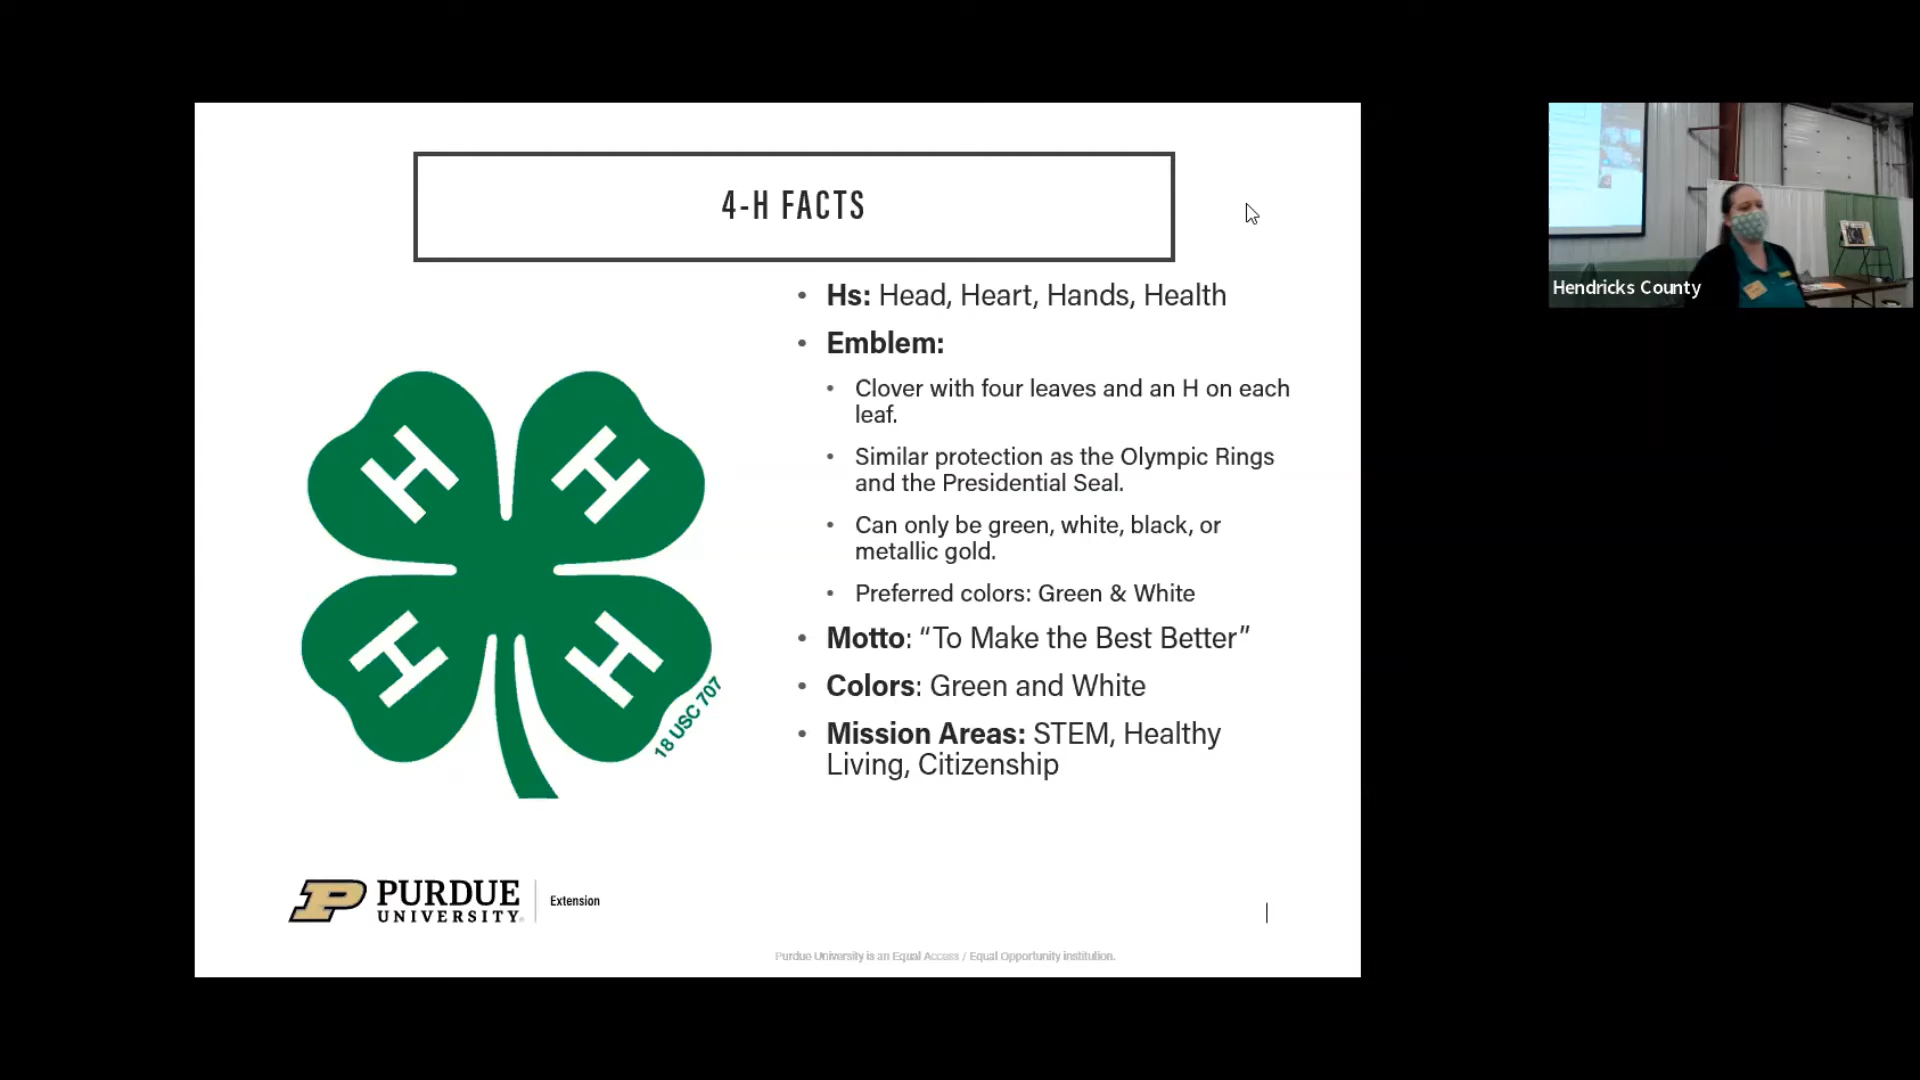 4-H FACTS
Hs: Head, Heart, Hands, Health
Emblem:
Clover with four leaves and an H on each
leaf.
Similar protection as the Olympic Rings
and the Presidential Seal.
Can only be green, white, black, or
metallic gold.
Preferred colors: Green & White
Motto: “To Make the Best Better”
Colors: Green and White
Mission Areas: STEM, Healthy
Living, Citizenship
H H
H H
18 USC 707
P PURDUE
UNIVERSITY
Extension
Purdue University is an Equal Access / Equal Opportunity institution.
Hendricks County